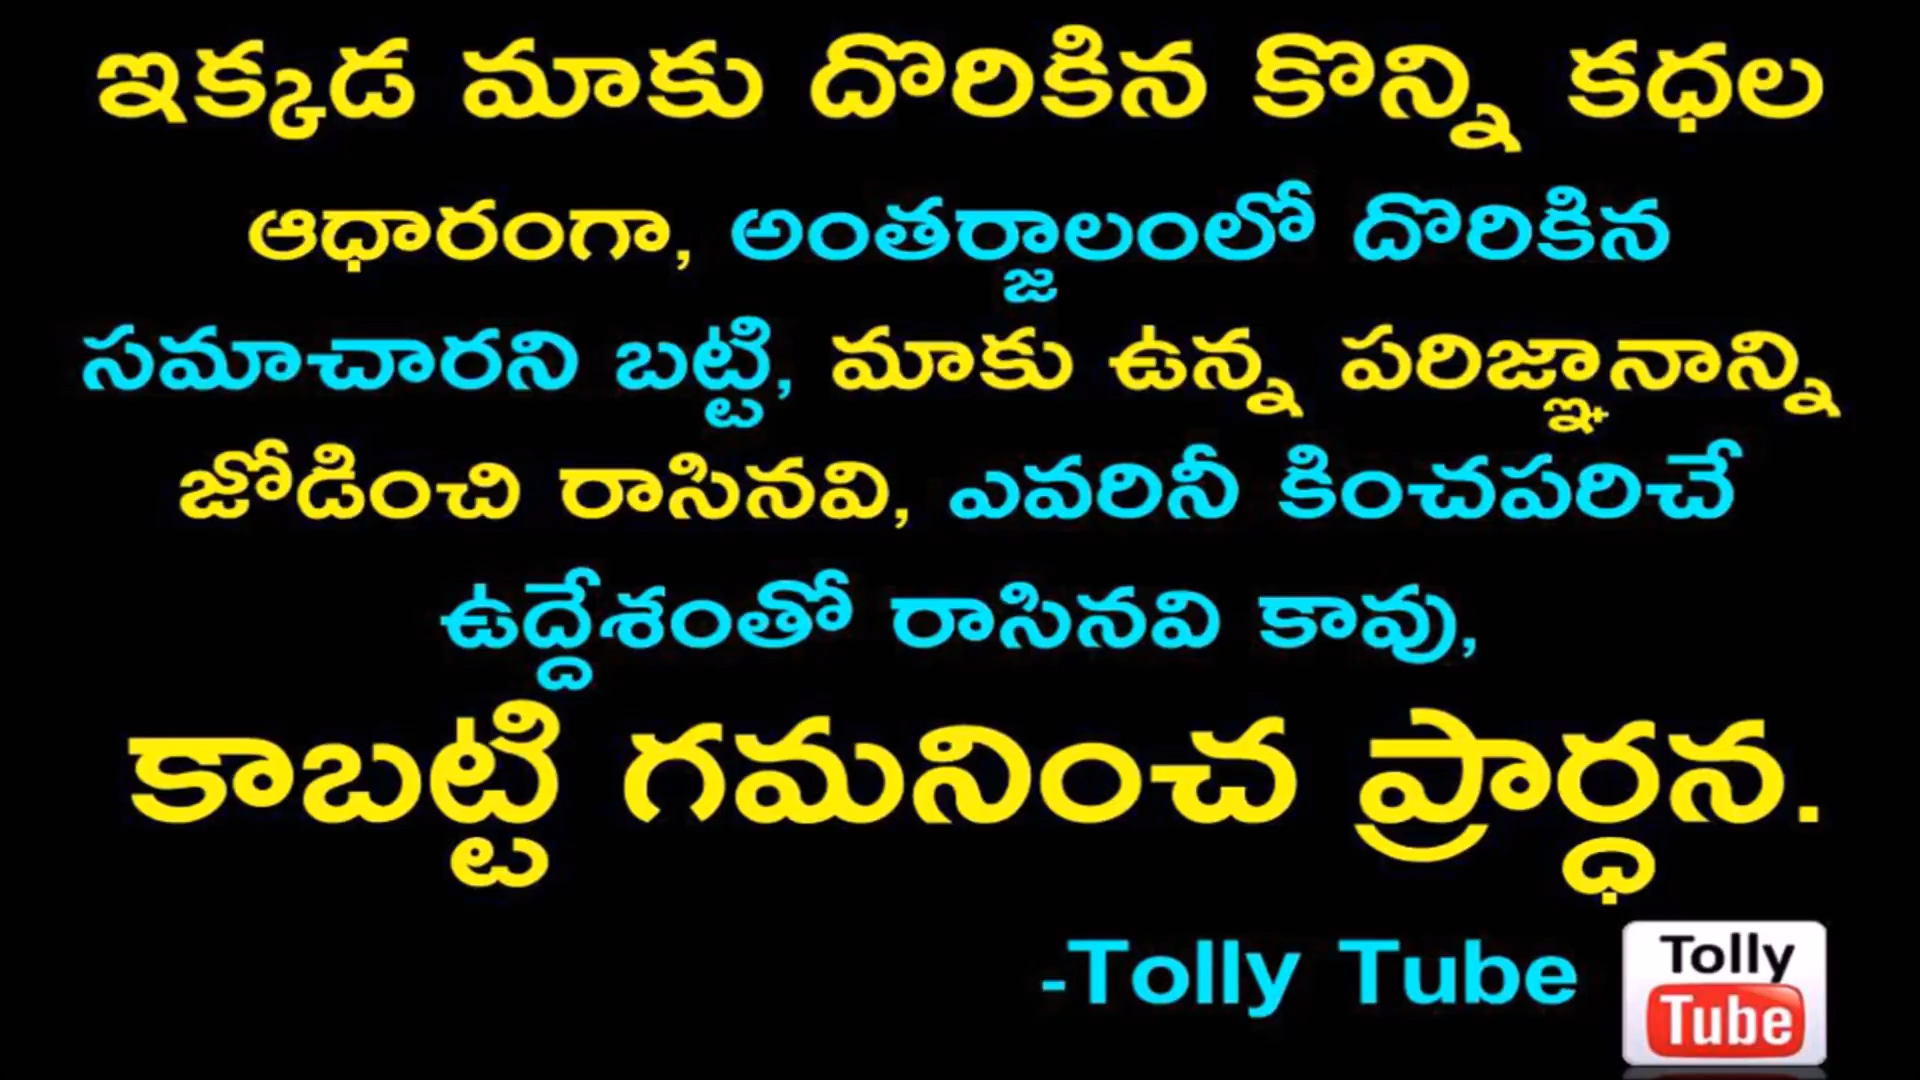 ఇక్కడ మాకు దొరికిన కొన్ని కధల
ఆధారంగా, అంతర్జాలంలో దొరికిన
సమాచారని బట్టి, మాకు ఉన్న పరిజ్ఞానాన్ని
జోడించి రాసినవి, ఎవరినీ కించపరిచే
ఉద్దేశంతో రాసినవి కావు,
కాబట్టి గమనించ ప్రార్ధన.
-Tolly Tube
Tolly
Tube